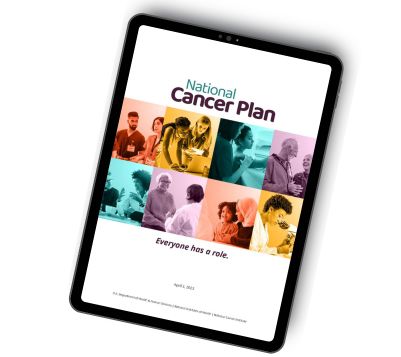 National
Cancer Plan
Everyone has a role.
April 3, 2023
U.S. Department of Health & Human Services | National Institutes of Health | National Cancer Institute